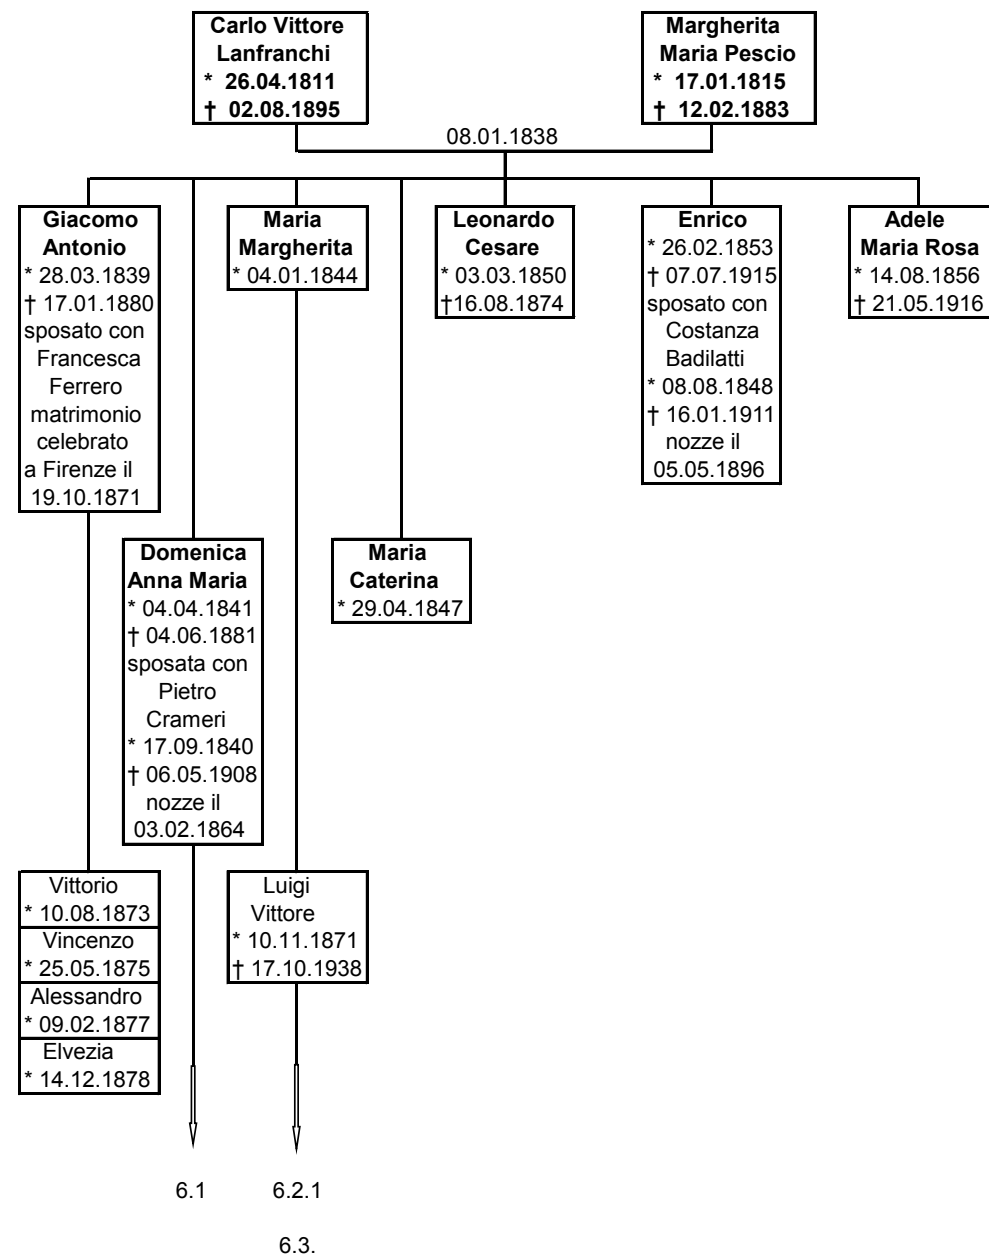 Carlo Vittore
Lanfranchi
* 26.04.1811
† 02.08.1895
Margherita
Maria Pescio
* 17.01.1815
† 12.02.1883
08.01.1838
Giacomo
Antonio
* 28.03.1839
† 17.01.1880
sposato con
Francesca
Ferrero
matrimonio
celebrato
a Firenze il
19.10.1871
Maria
Margherita
* 04.01.1844
Leonardo
Cesare
* 03.03.1850
†16.08.1874
Enrico
* 26.02.1853
† 07.07.1915
sposato con
Costanza
Badilatti
* 08.08.1848
† 16.01.1911
nozze il
05.05.1896
Adele
Maria Rosa
* 14.08.1856
† 21.05.1916
Domenica
Anna Maria
* 04.04.1841
† 04.06.1881
sposata con
Pietro
Crameri
* 17.09.1840
† 06.05.1908
nozze il
03.02.1864
Maria
Caterina
* 29.04.1847
Vittorio
* 10.08.1873
Vincenzo
* 25.05.1875
Alessandro
* 09.02.1877
Elvezia
* 14.12.1878
Luigi
Vittore
* 10.11.1871
† 17.10.1938
6.1
6.2.1
6.3.